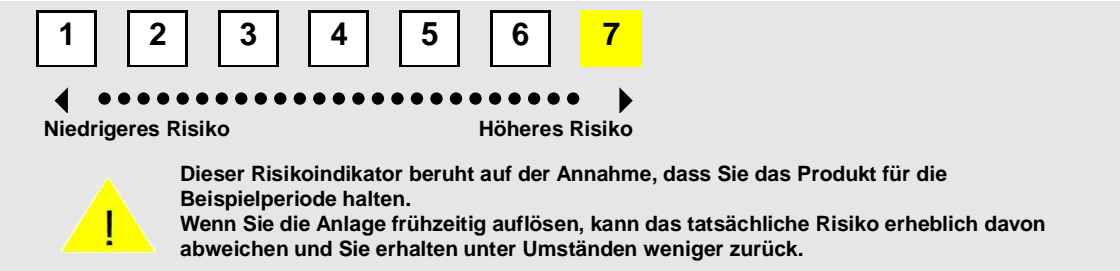 1 2 3 4 5 6 7
Niedrigeres Risiko Höheres Risiko
Dieser Risikoindikator beruht auf der Annahme, dass Sie das Produkt für die
Beispielperiode halten.
Wenn Sie die Anlage frühzeitig auflösen, kann das tatsächliche Risiko erheblich davon
abweichen und Sie erhalten unter Umständen weniger zurück.
!